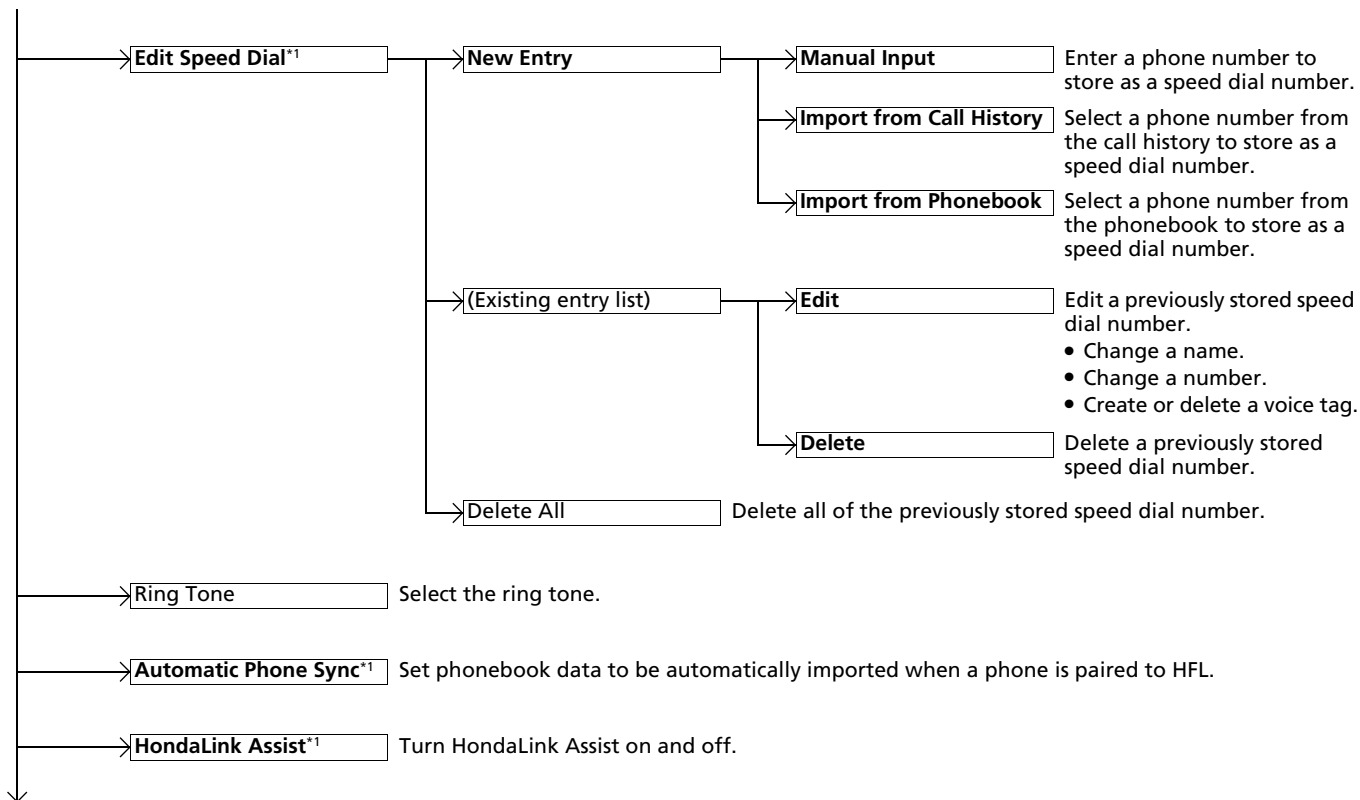 Edit Speed Dial*1
New Entry
Manual Input
Enter a phone number to
store as a speed dial number.
Import from Call History
Select a phone number from
the call history to store as a
speed dial number.
Import from Phonebook
Select a phone number from
the phonebook to store as a
speed dial number.
(Existing entry list)
Edit
Edit a previously stored speed
dial number.
• Change a name.
• Change a number.
• Create or delete a voice tag.
Delete
Delete a previously stored
speed dial number.
Delete All
Delete all of the previously stored speed dial number.
Ring Tone
Select the ring tone.
Automatic Phone Sync*1
Set phonebook data to be automatically imported when a phone is paired to HFL.
HondaLink Assist*1
Turn HondaLink Assist on and off.